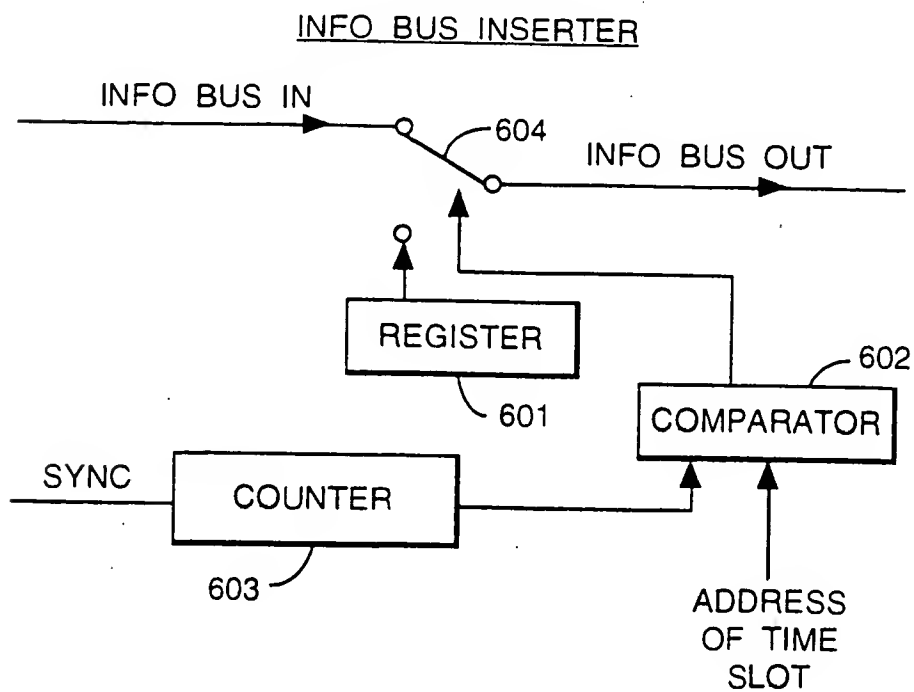 INFO BUS INSERTER
INFO BUS IN
604
INFO BUS OUT
REGISTER
601
602
COMPARATOR
SYNC
COUNTER
603
ADDRESS
OF TIME
SLOT